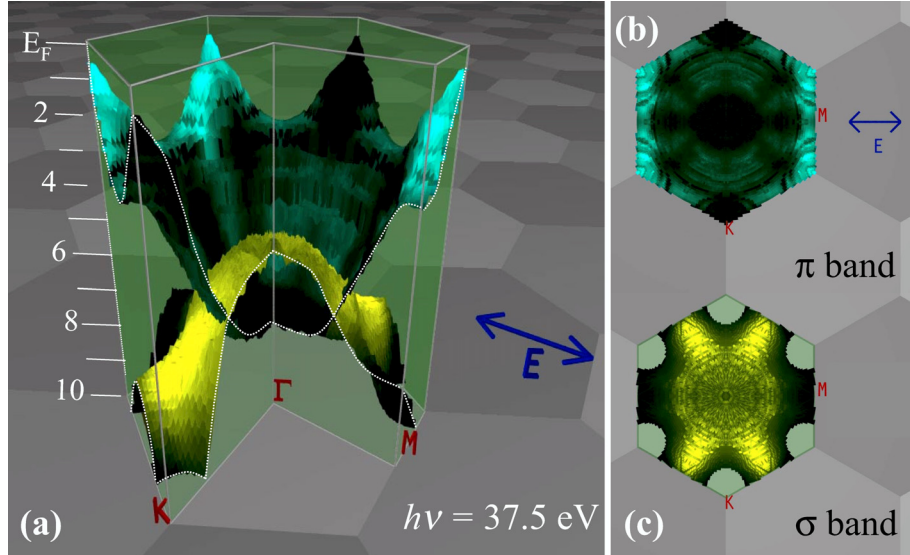 E_F
2
4
6
8
10
Γ
M
K
E
(a)
hν = 37.5 eV
(b)
M
E
K
π band
M
K
(c)
σ band